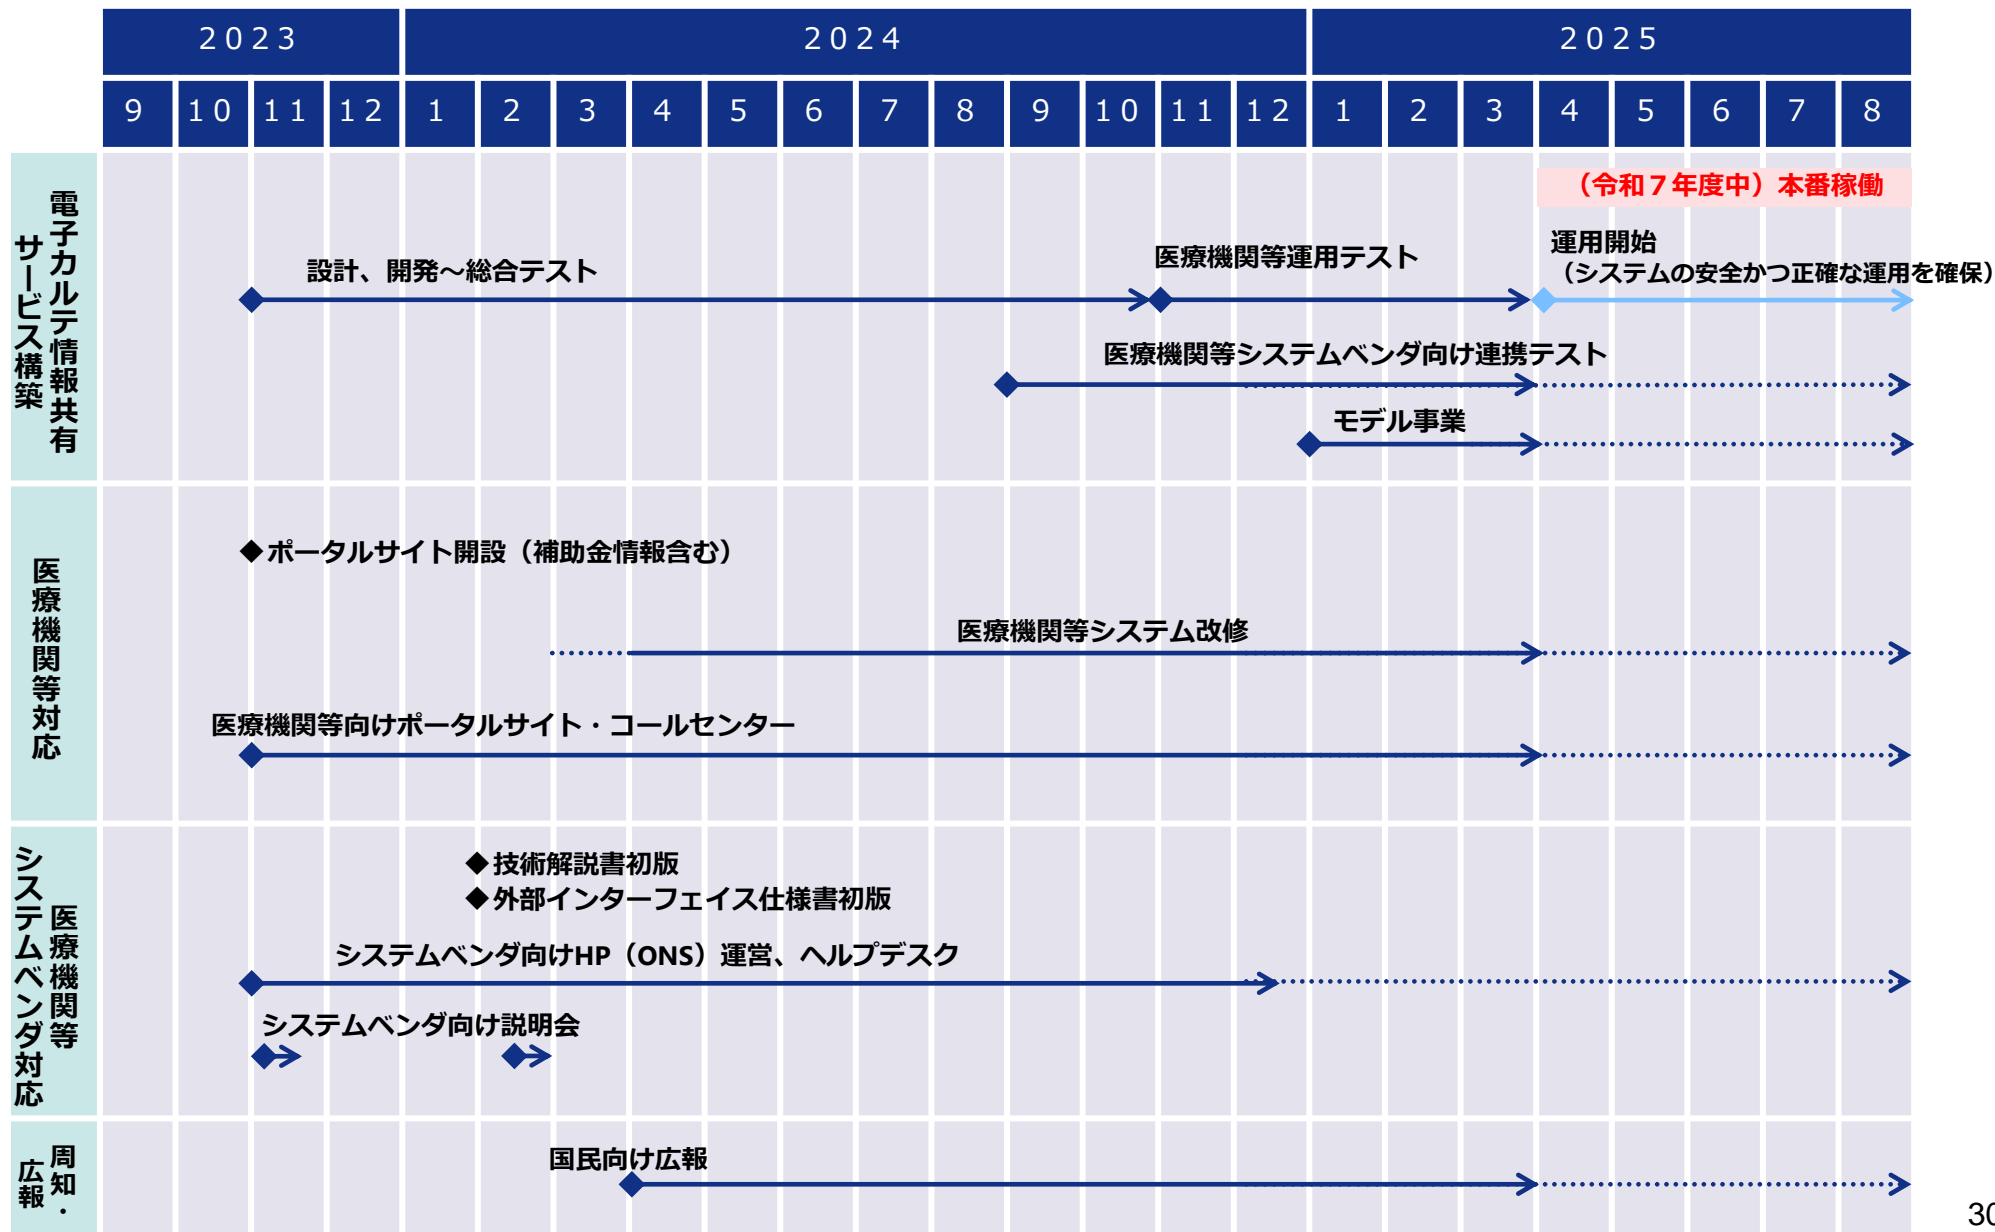 ２０２３
２０２４
２０２５
９
１０
１１
１２
１
２
３
４
５
６
７
８
９
１０
１１
１２
１
２
３
４
５
６
７
８
電子カルテ情報共有
サービス構築
（令和７年度中）本番稼働
設計、開発～総合テスト
医療機関等運用テスト
運用開始
（システムの安全かつ正確な運用を確保）
医療機関等システムベンダ向け連携テスト
モデル事業
医療機関等対応
◆ポータルサイト開設（補助金情報含む）
医療機関等システム改修
医療機関等向けポータルサイト・コールセンター
医療機関等
システムベンダ対応
◆技術解説書初版
◆外部インターフェイス仕様書初版
システムベンダ向けHP（ONS）運営、ヘルプデスク
システムベンダ向け説明会
周知・
広報
国民向け広報
30